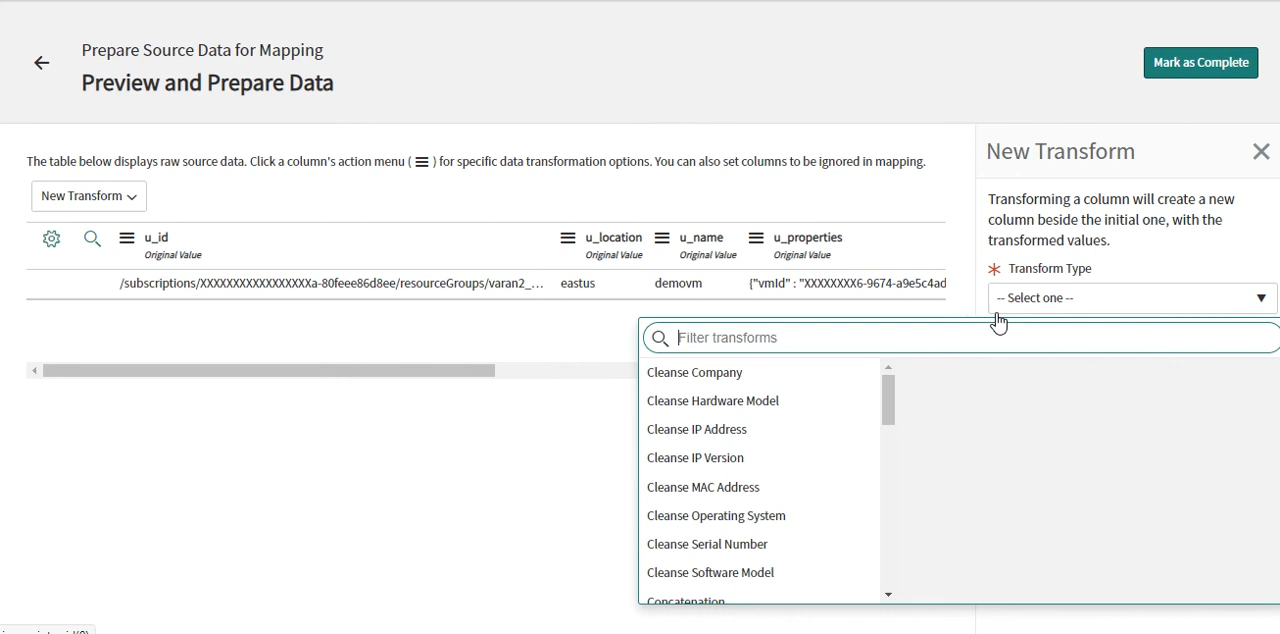 Prepare Source Data for Mapping
Preview and Prepare Data
Mark as Complete
The table below displays raw source data. Click a column's action menu ( ☰ ) for specific data transformation options. You can also set columns to be ignored in mapping.
New Transform
u_id
Original Value
u_location
Original Value
u_name
Original Value
u_properties
Original Value
/subscriptions/XXXXXXXXXXXXXXXXXa-80feee86d8ee/resourceGroups/varan2_...
eastus
demovm
{"vmId" : "XXXXXXXX6-9674-a9e5c4ad
New Transform
Transforming a column will create a new
column beside the initial one, with the
transformed values.
Transform Type
-- Select one --
Filter transforms
Cleanse Company
Cleanse Hardware Model
Cleanse IP Address
Cleanse IP Version
Cleanse MAC Address
Cleanse Operating System
Cleanse Serial Number
Cleanse Software Model
Concatenation